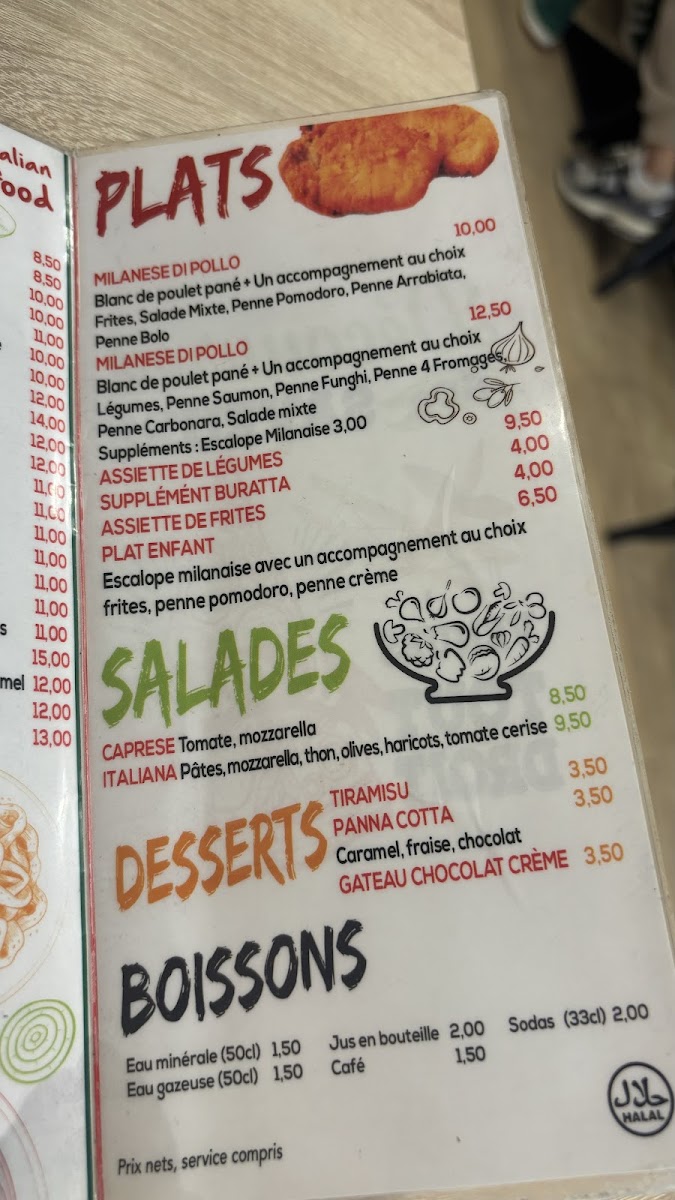 alian
Food
8,50
8,50
10,00
10,00
11,00
10,00
10,00
12,00
14,00
12,00
12,00
11,00
11,00
11,00
11,00
11,00
11,00
s 11,00
15,00
mel 12,00
12,00
13,00
PLATS
MILANESE DI POLLO 10,00
Blanc de poulet pané + Un accompagnement au choix
Frites, Salade Mixte, Penne Pomodoro, Penne Arrabiata,
Penne Bolo
MILANESE DI POLLO 12,50
Blanc de poulet pané + Un accompagnement au choix
Légumes, Penne Saumon, Penne Funghi, Penne 4 Fromages,
Penne Carbonara, Salade mixte
Suppléments : Escalope Milanaise 3,00
ASSIETTE DE LÉGUMES 9,50
SUPPLÉMÉNT BURATTA 4,00
ASSIETTE DE FRITES 4,00
PLAT ENFANT 6,50
Escalope milanaise avec un accompagnement au choix
frites, penne pomodoro, penne crème
SALADES
CAPRESE Tomate, mozzarella 8,50
ITALIANA Pâtes, mozzarella, thon, olives, haricots, tomate cerise 9,50
DESSERTS
TIRAMISU 3,50
PANNA COTTA 3,50
Caramel, fraise, chocolat
GATEAU CHOCOLAT CRÈME 3,50
BOISSONS
Eau minérale (50cl) 1,50 Jus en bouteille 2,00 Sodas (33cl) 2,00
Eau gazeuse (50cl) 1,50 Café 1,50
حلال
HALAL
Prix nets, service compris